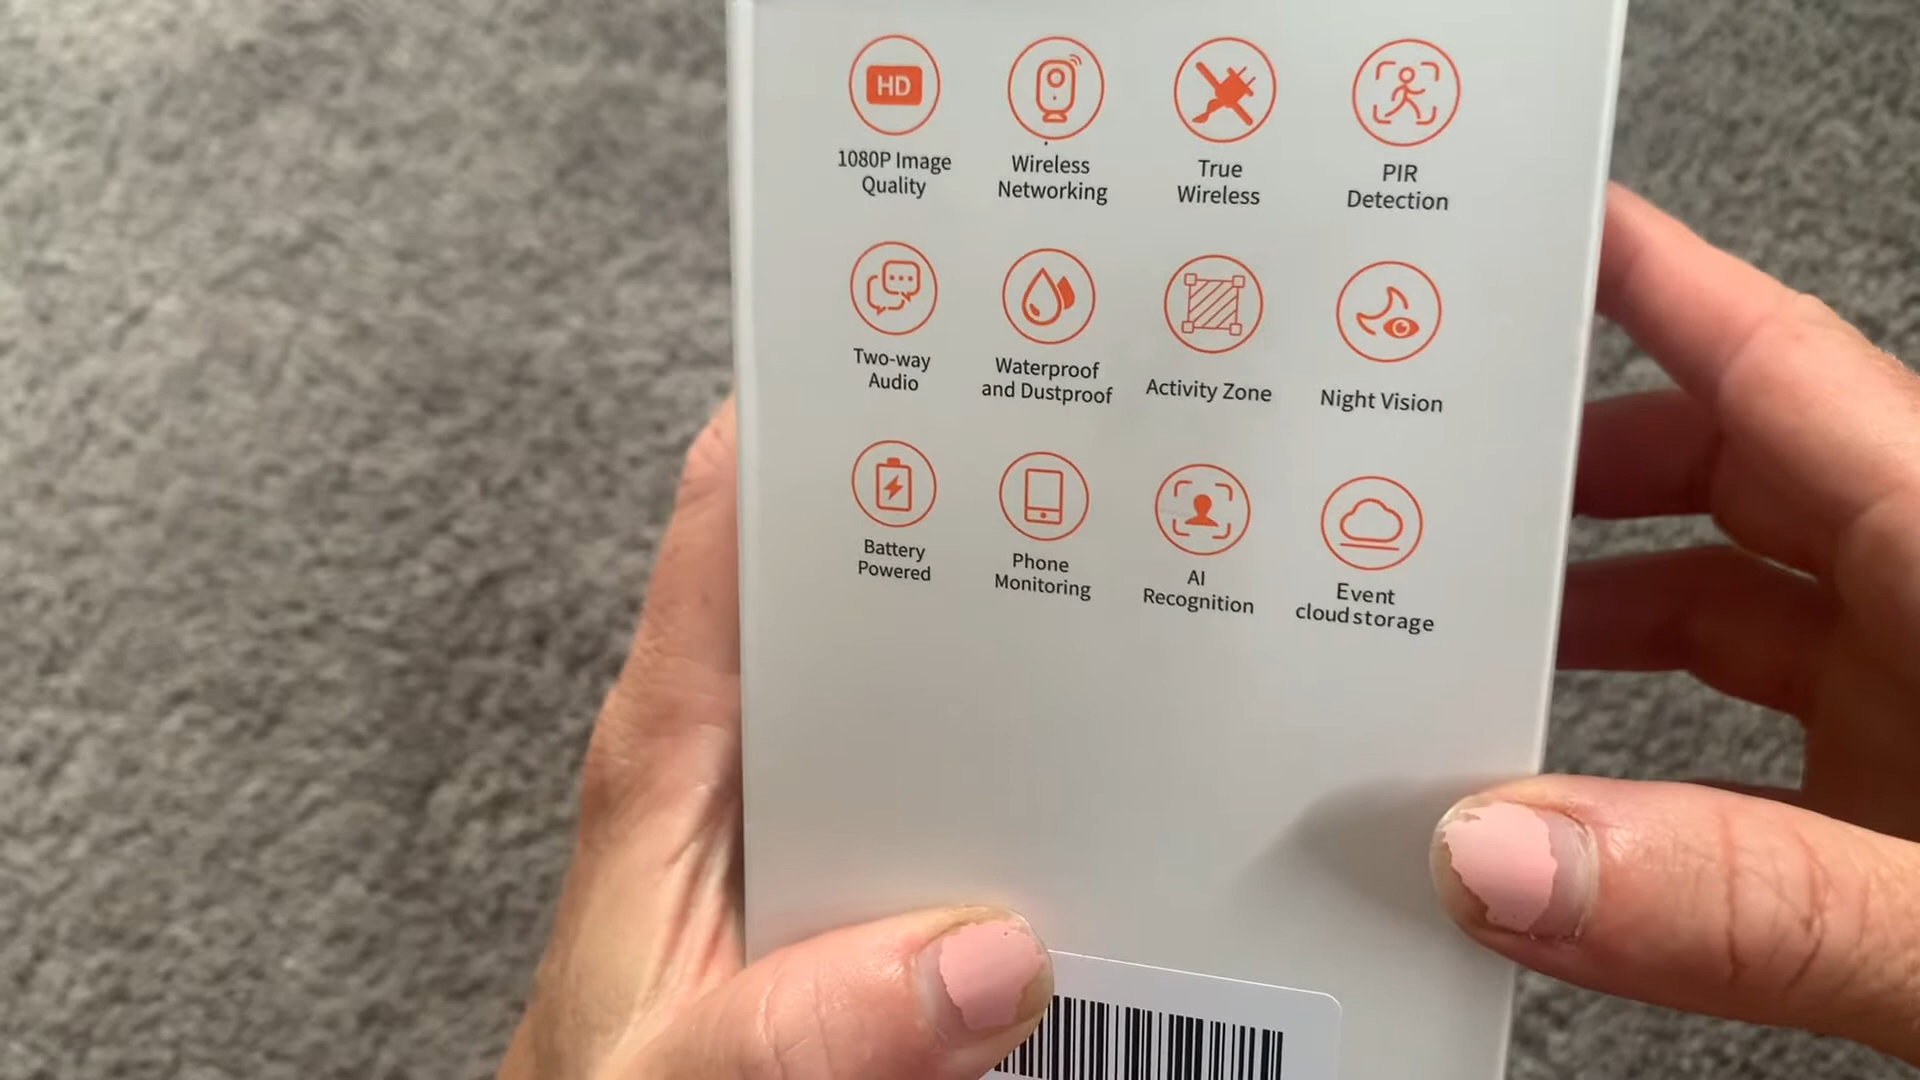 HD
1080P Image
Quality
Wireless
Networking
True
Wireless
PIR
Detection
Two-way
Audio
Waterproof
and Dustproof
Activity Zone
Night Vision
Battery
Powered
Phone
Monitoring
AI
Recognition
Event
cloud storage